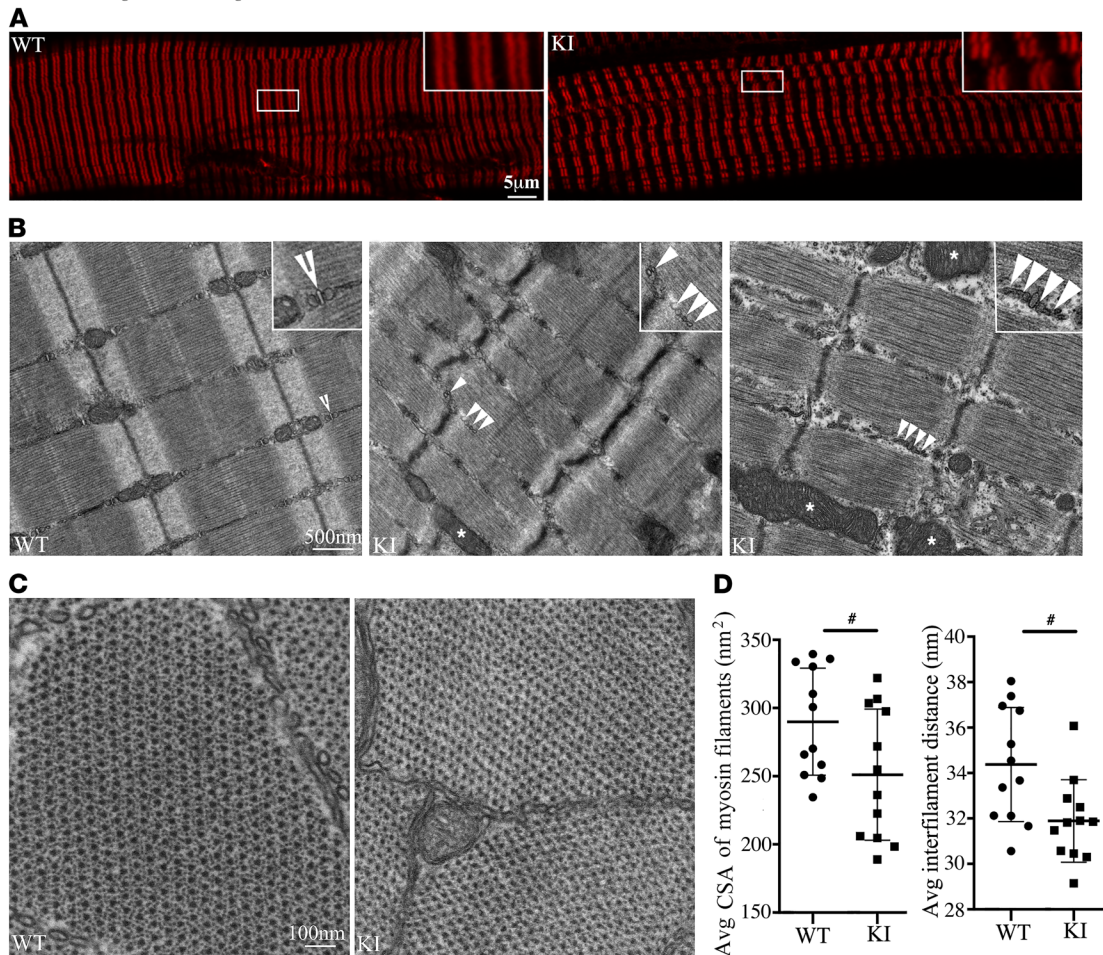 A
WT
KI
5μm
B
WT
500nm
KI
*
*
*
*
KI
C
WT
100nm
KI
D
Avg CSA of myosin filaments (nm²)
350
300
250
200
150
#
WT
KI
Avg interfilament distance (nm)
40
38
36
34
32
30
28
#
WT
KI